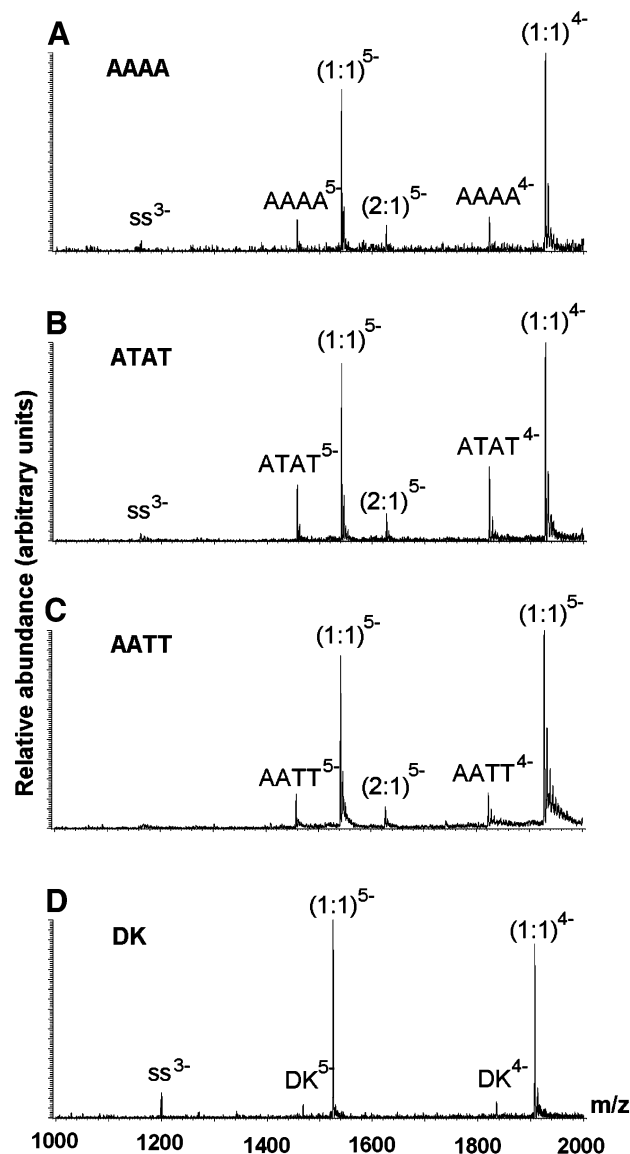 A
AAAA
ss3-
AAAA5-
(1:1)5-
(2:1)5-
AAAA4-
(1:1)4-
B
ATAT
ss3-
ATAT5-
(1:1)5-
(2:1)5-
ATAT4-
(1:1)4-
Relative abundance (arbitrary units)
C
AATT
AATT5-
(1:1)5-
(2:1)5-
AATT4-
(1:1)5-
D
DK
ss3-
DK5-
(1:1)5-
DK4-
(1:1)4-
m/z
1000 1200 1400 1600 1800 2000